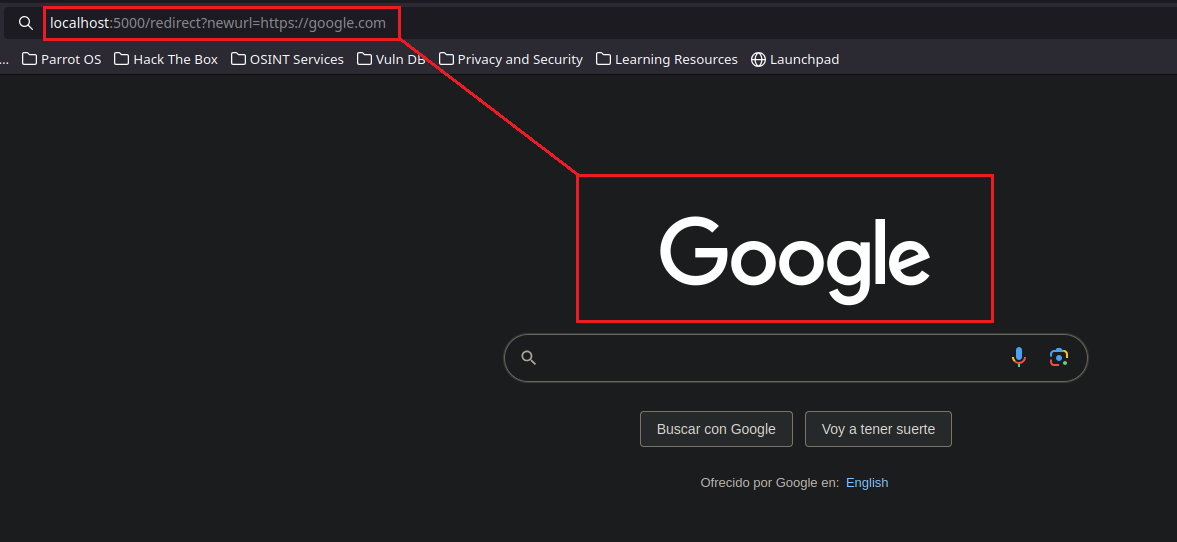 localhost:5000/redirect?newurl=https://google.com
... Parrot OS Hack The Box OSINT Services Vuln DB Privacy and Security Learning Resources Launchpad
Google
Buscar con Google Voy a tener suerte
Ofrecido por Google en: English